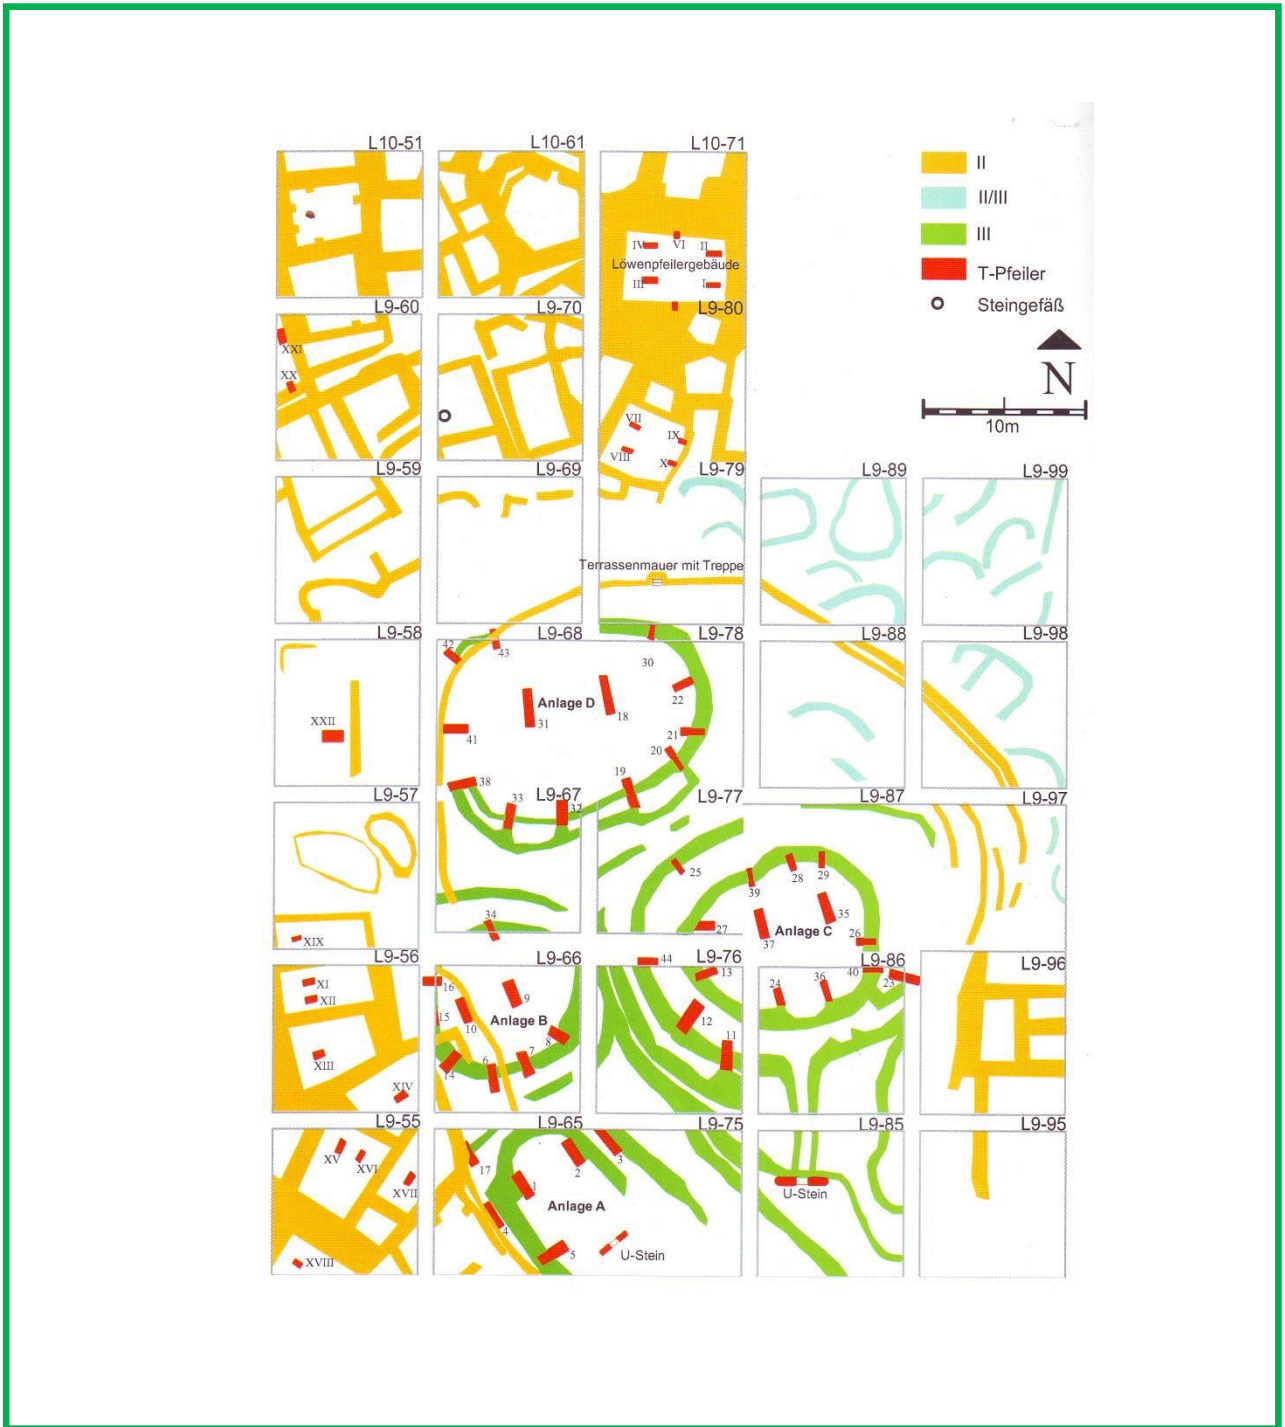 L10-51 L10-61 L10-71
II
II/III
III
T-Pfeiler
Steingefäß
N
10m
IV VI II
Löwenpfeilergebäude
III I
L9-60 L9-70 L9-80
XXI
XX
VII IX
VIII X
L9-59 L9-69 L9-79 L9-89 L9-99
Terrassenmauer mit Treppe
L9-58 L9-68 L9-78 L9-88 L9-98
42 43 30
22
XXII 31 Anlage D 18
41 21
20
38 19
L9-57 33 L9-67 32 L9-77 L9-87 L9-97
25 39 28 29
34 27 37 35
Anlage C
XIX 26
L9-56 L9-66 44 L9-76 L9-86 L9-96
XI 16 9 13 24 36 40 23
XII 15 10 Anlage B 12
8 11
XIII 14 6 7
XIV
L9-55 L9-65 L9-75 L9-85 L9-95
XV XVI 17 2 3
XVII 1 U-Stein
4 Anlage A
XVIII 5 U-Stein